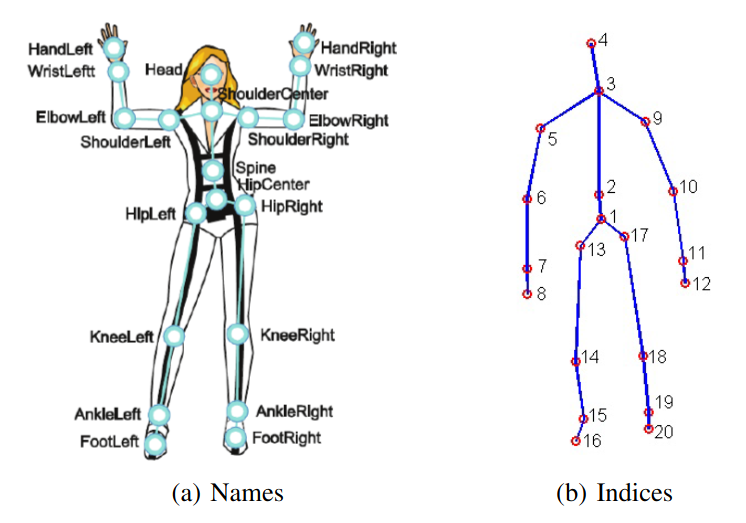 HandLeft
HandRight
WristLeftt
Head
WristRight
ShoulderCenter
ElbowLeft
ElbowRight
ShoulderLeft
ShoulderRight
Spine
HipCenter
HipLeft
HipRight
KneeLeft
KneeRight
AnkleLeft
AnkleRight
FootLeft
FootRight
(a) Names
4
3
9
5
10
6
2
1
17
13
11
7
12
8
14
18
19
15
20
16
(b) Indices